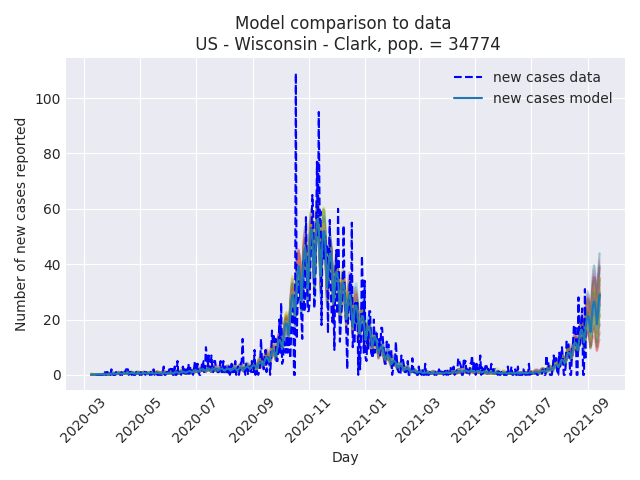 Model comparison to data
US - Wisconsin - Clark, pop. = 34774
new cases data
new cases model
Number of new cases reported
100
80
60
40
20
0
2020-03
2020-05
2020-07
2020-09
2020-11
2021-01
2021-03
2021-05
2021-07
2021-09
Day